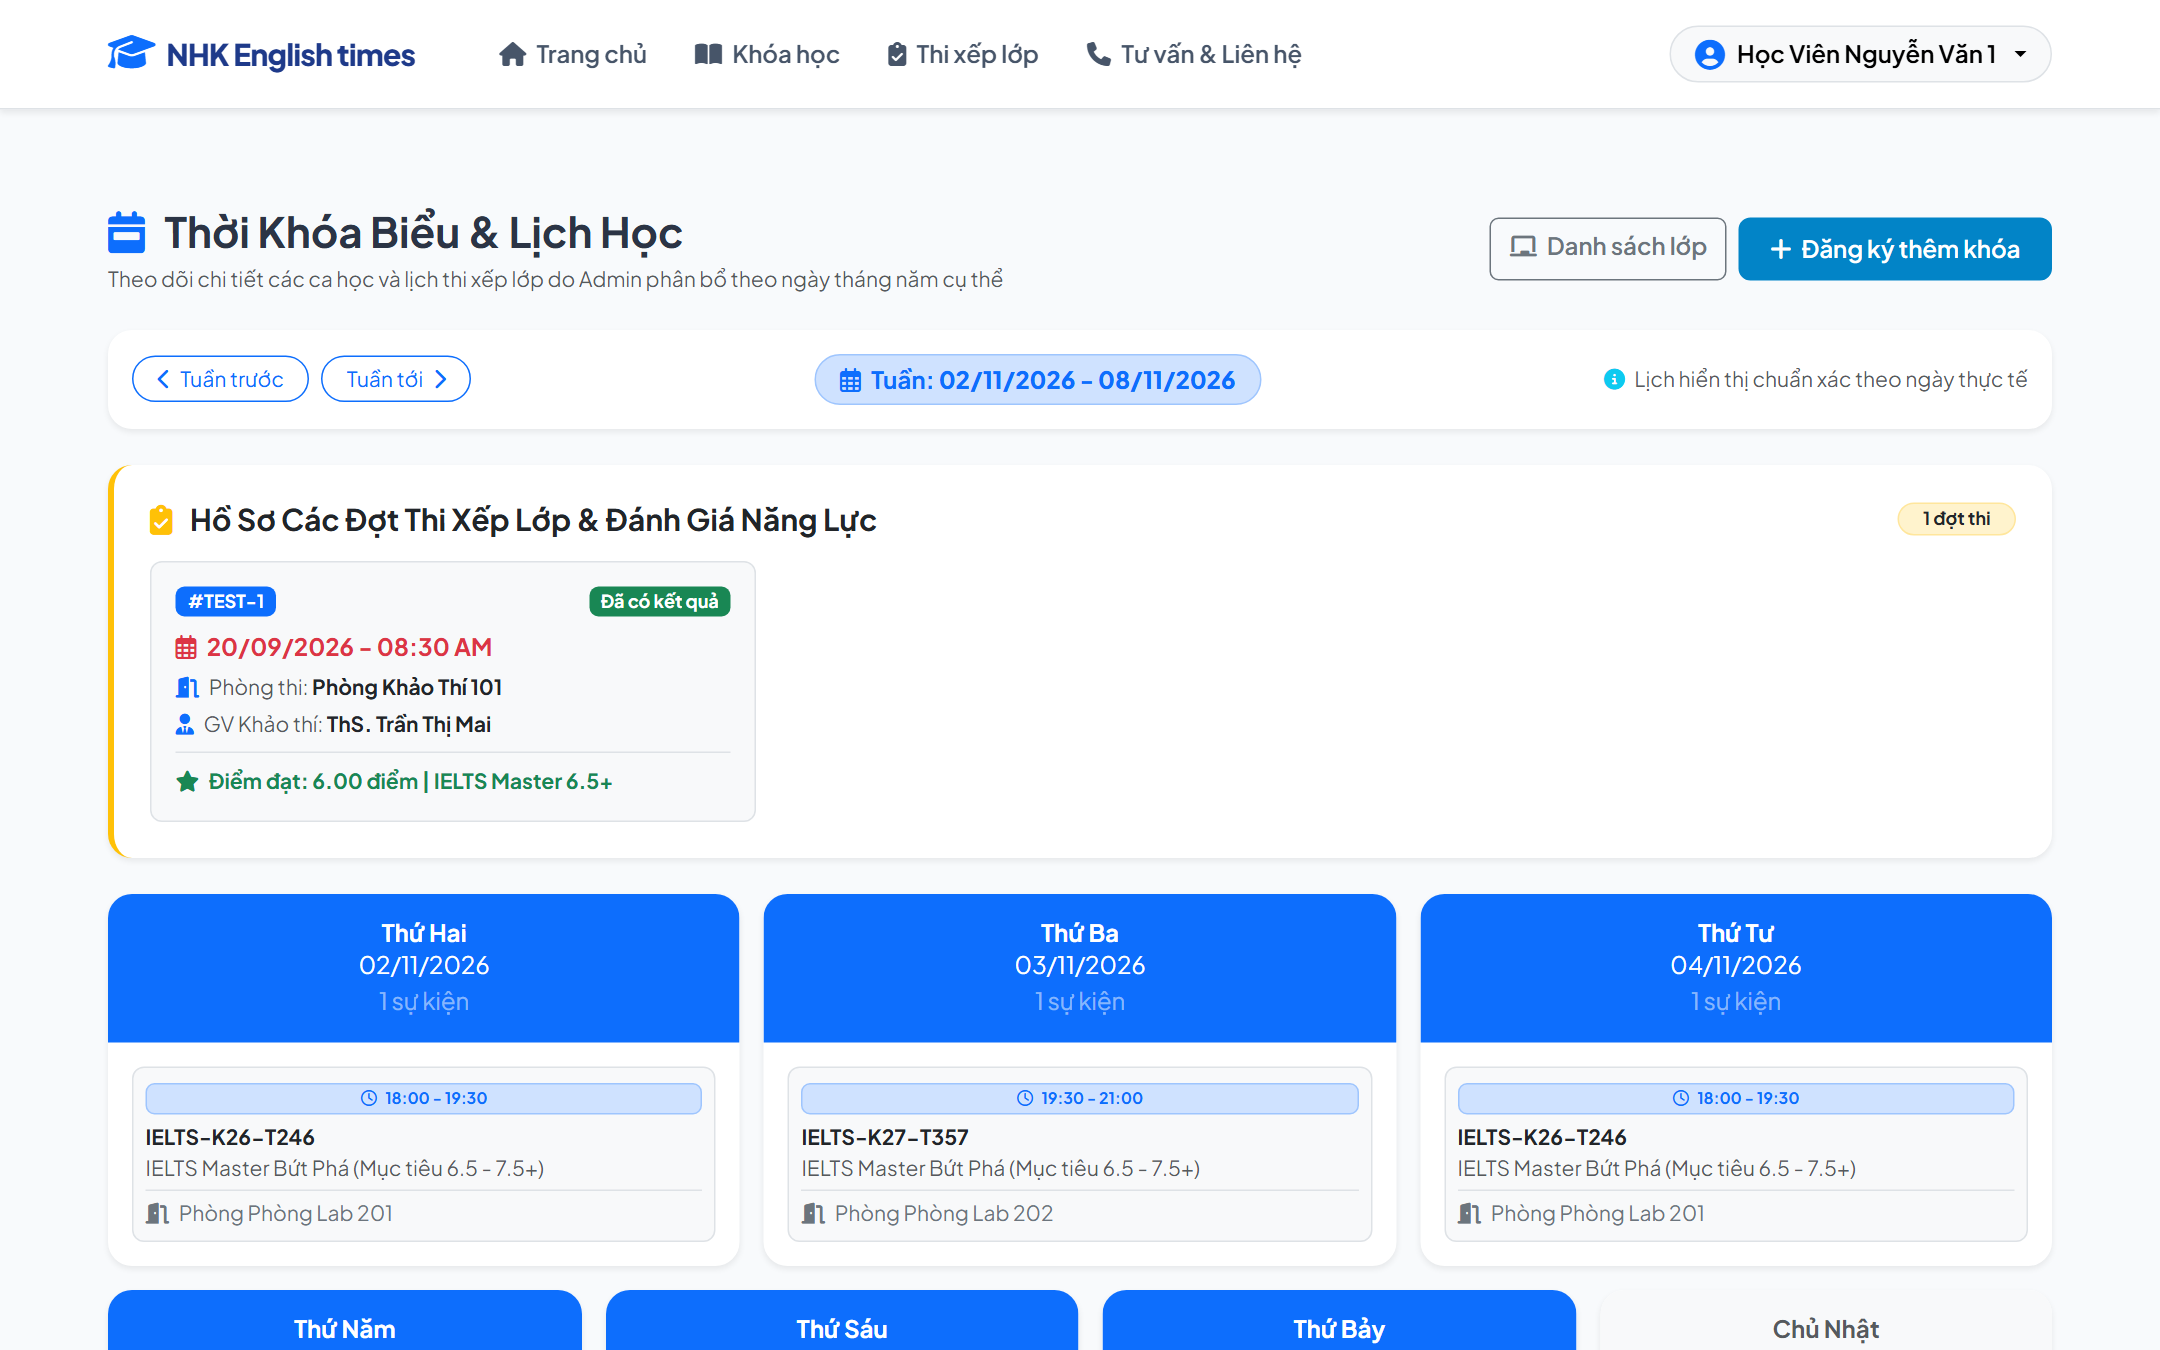 NHK English times
Trang chủ
Khóa học
Thi xếp lớp
Tư vấn & Liên hệ
Học Viên Nguyễn Văn 1
Thời Khóa Biểu & Lịch Học
Theo dõi chi tiết các ca học và lịch thi xếp lớp do Admin phân bổ theo ngày tháng năm cụ thể
Danh sách lớp
Đăng ký thêm khóa
Tuần trước
Tuần tới
Tuần: 02/11/2026 - 08/11/2026
Lịch hiển thị chuẩn xác theo ngày thực tế
Hồ Sơ Các Đợt Thi Xếp Lớp & Đánh Giá Năng Lực
1 đợt thi
#TEST-1
Đã có kết quả
20/09/2026 - 08:30 AM
Phòng thi: Phòng Khảo Thí 101
GV Khảo thí: ThS. Trần Thị Mai
Điểm đạt: 6.00 điểm | IELTS Master 6.5+
Thứ Hai
02/11/2026
1 sự kiện
18:00 - 19:30
IELTS-K26-T246
IELTS Master Bứt Phá (Mục tiêu 6.5 - 7.5+)
Phòng Phòng Lab 201
Thứ Ba
03/11/2026
1 sự kiện
19:30 - 21:00
IELTS-K27-T357
IELTS Master Bứt Phá (Mục tiêu 6.5 - 7.5+)
Phòng Phòng Lab 202
Thứ Tư
04/11/2026
1 sự kiện
18:00 - 19:30
IELTS-K26-T246
IELTS Master Bứt Phá (Mục tiêu 6.5 - 7.5+)
Phòng Phòng Lab 201
Thứ Năm
Thứ Sáu
Thứ Bảy
Chủ Nhật